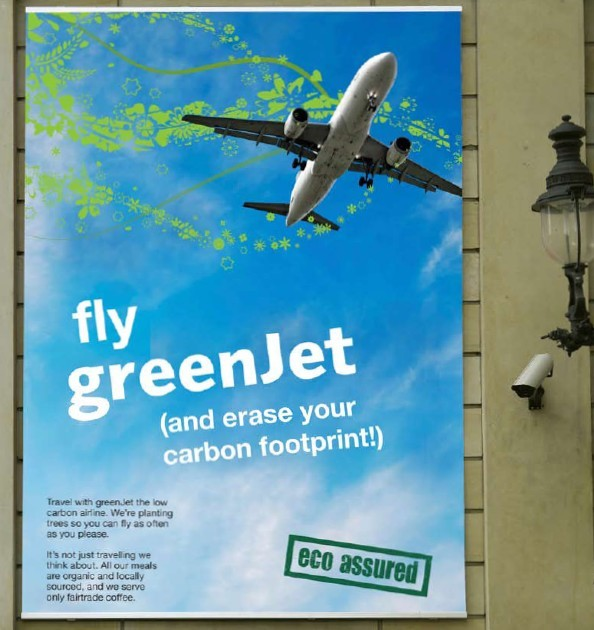 fly
greenJet
(and erase your
carbon footprint!)
Travel with greenJet the low
carbon airline. We're planting
trees so you can fly as often
as you please.
It's not just travelling we
think about. All our meals
are organic and locally
sourced, and we serve
only fairtrade coffee.
eco assured